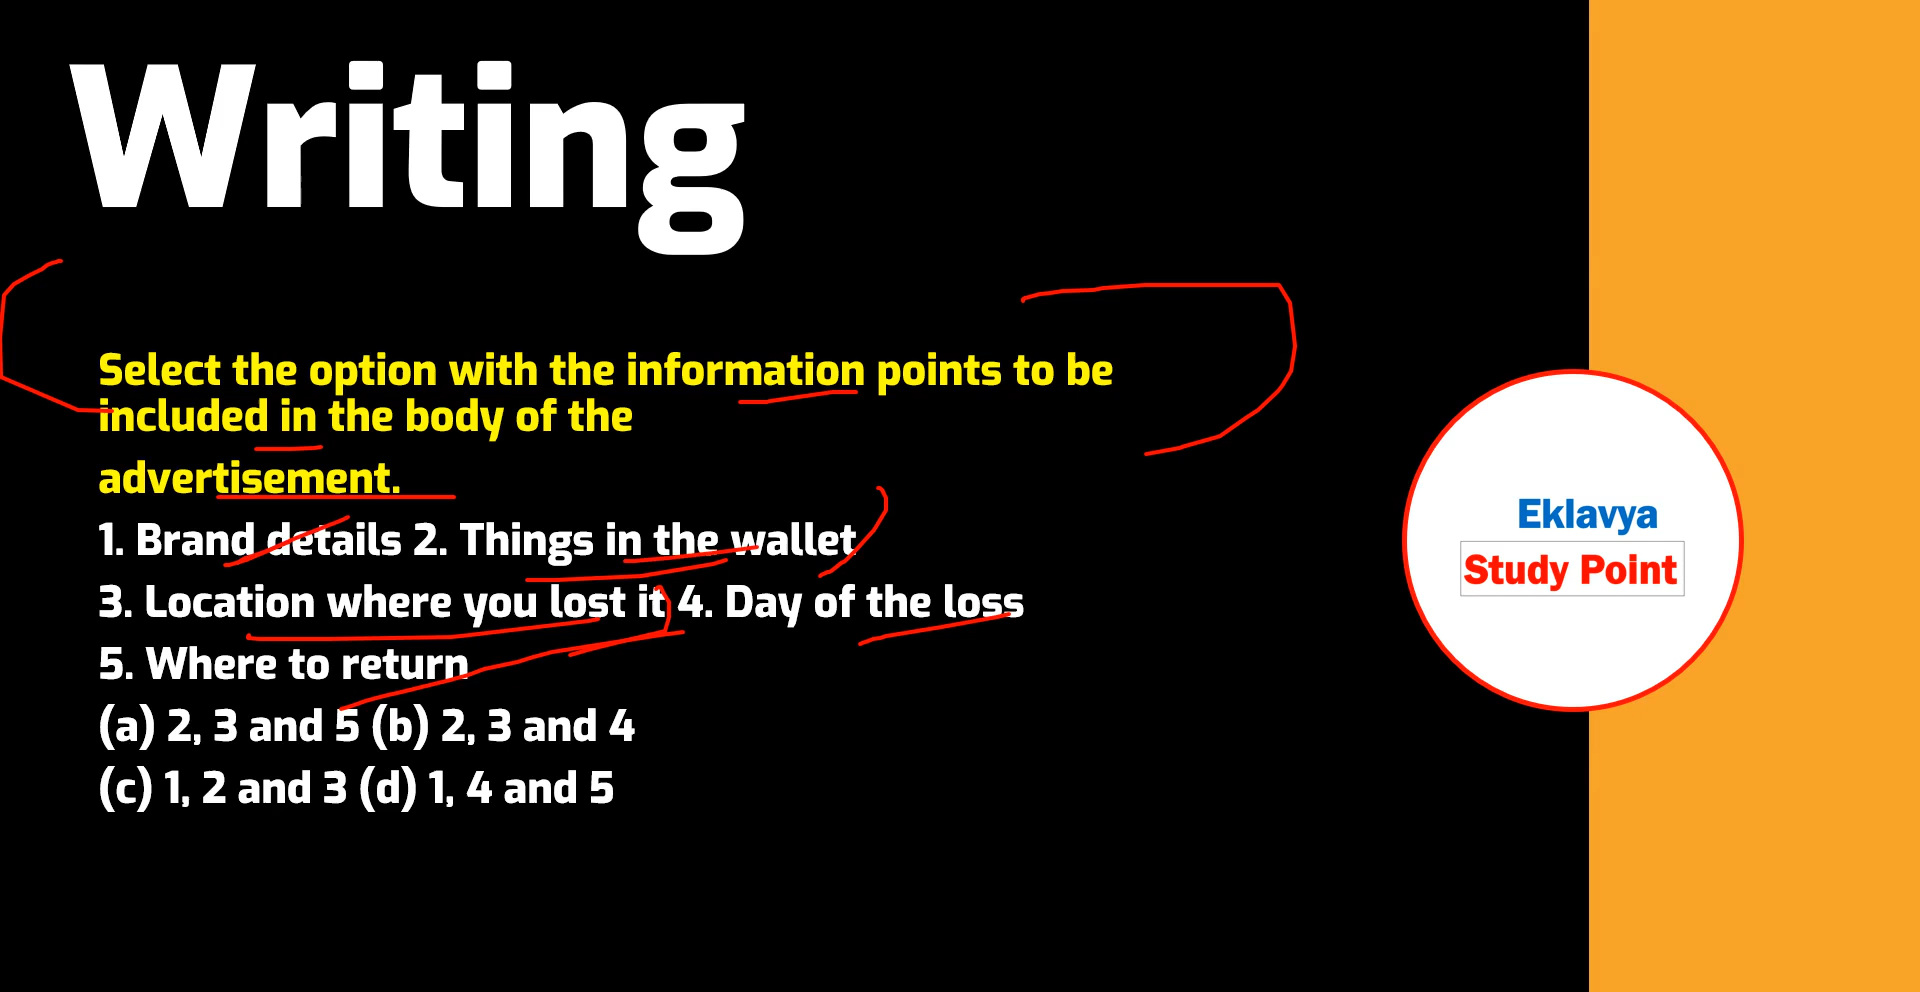 Writing
Select the option with the information points to be
included in the body of the
advertisement.
1. Brand details 2. Things in the wallet
3. Location where you lost it 4. Day of the loss
5. Where to return
(a) 2, 3 and 5 (b) 2, 3 and 4
(c) 1, 2 and 3 (d) 1, 4 and 5
Eklavya
Study Point